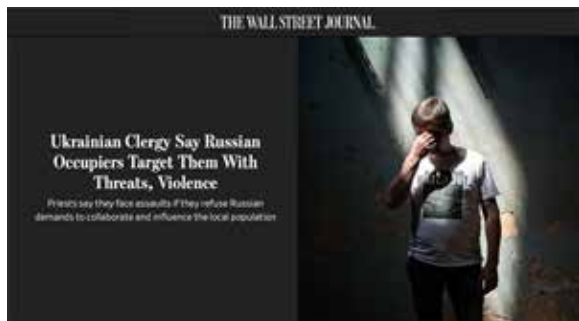 THE WALL STREET JOURNAL.
Ukrainian Clergy Say Russian
Occupiers Target Them With
Threats, Violence
Priests say they face assaults if they refuse Russian
demands to collaborate and influence the local population